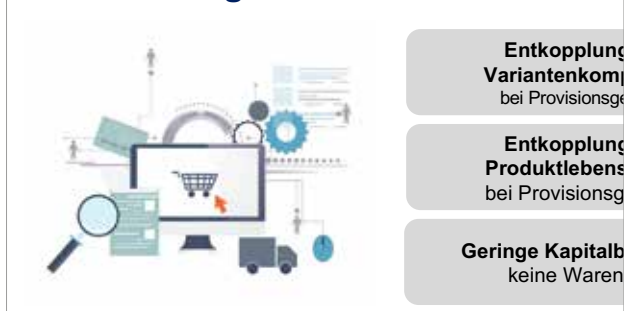 Entkopplung
Variantenkomp
bei Provisionsge
Entkopplung
Produktlebens
bei Provisionsg
Geringe Kapitalb
keine Waren